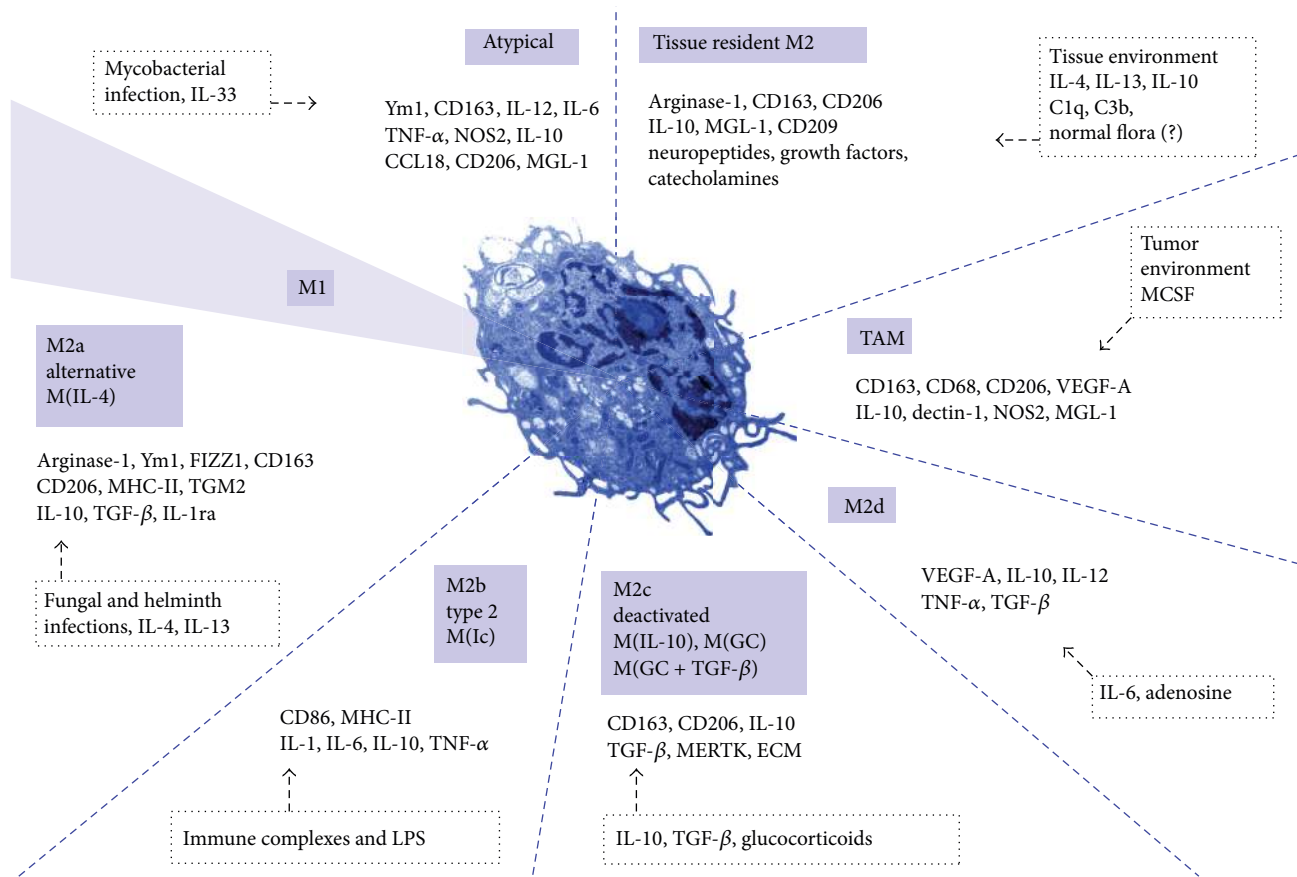 Atypical
Mycobacterial
infection, IL-33
Ym1, CD163, IL-12, IL-6
TNF-α, NOS2, IL-10
CCL18, CD206, MGL-1
Tissue resident M2
Arginase-1, CD163, CD206
IL-10, MGL-1, CD209
neuropeptides, growth factors,
catecholamines
Tissue environment
IL-4, IL-13, IL-10
C1q, C3b,
normal flora (?)
Tumor
environment
MCSF
TAM
CD163, CD68, CD206, VEGF-A
IL-10, dectin-1, NOS2, MGL-1
M1
M2a
alternative
M(IL-4)
Arginase-1, Ym1, FIZZ1, CD163
CD206, MHC-II, TGM2
IL-10, TGF-β, IL-1ra
Fungal and helminth
infections, IL-4, IL-13
M2b
type 2
M(Ic)
CD86, MHC-II
IL-1, IL-6, IL-10, TNF-α
Immune complexes and LPS
M2c
deactivated
M(IL-10), M(GC)
M(GC + TGF-β)
CD163, CD206, IL-10
TGF-β, MERTK, ECM
IL-10, TGF-β, glucocorticoids
M2d
VEGF-A, IL-10, IL-12
TNF-α, TGF-β
IL-6, adenosine